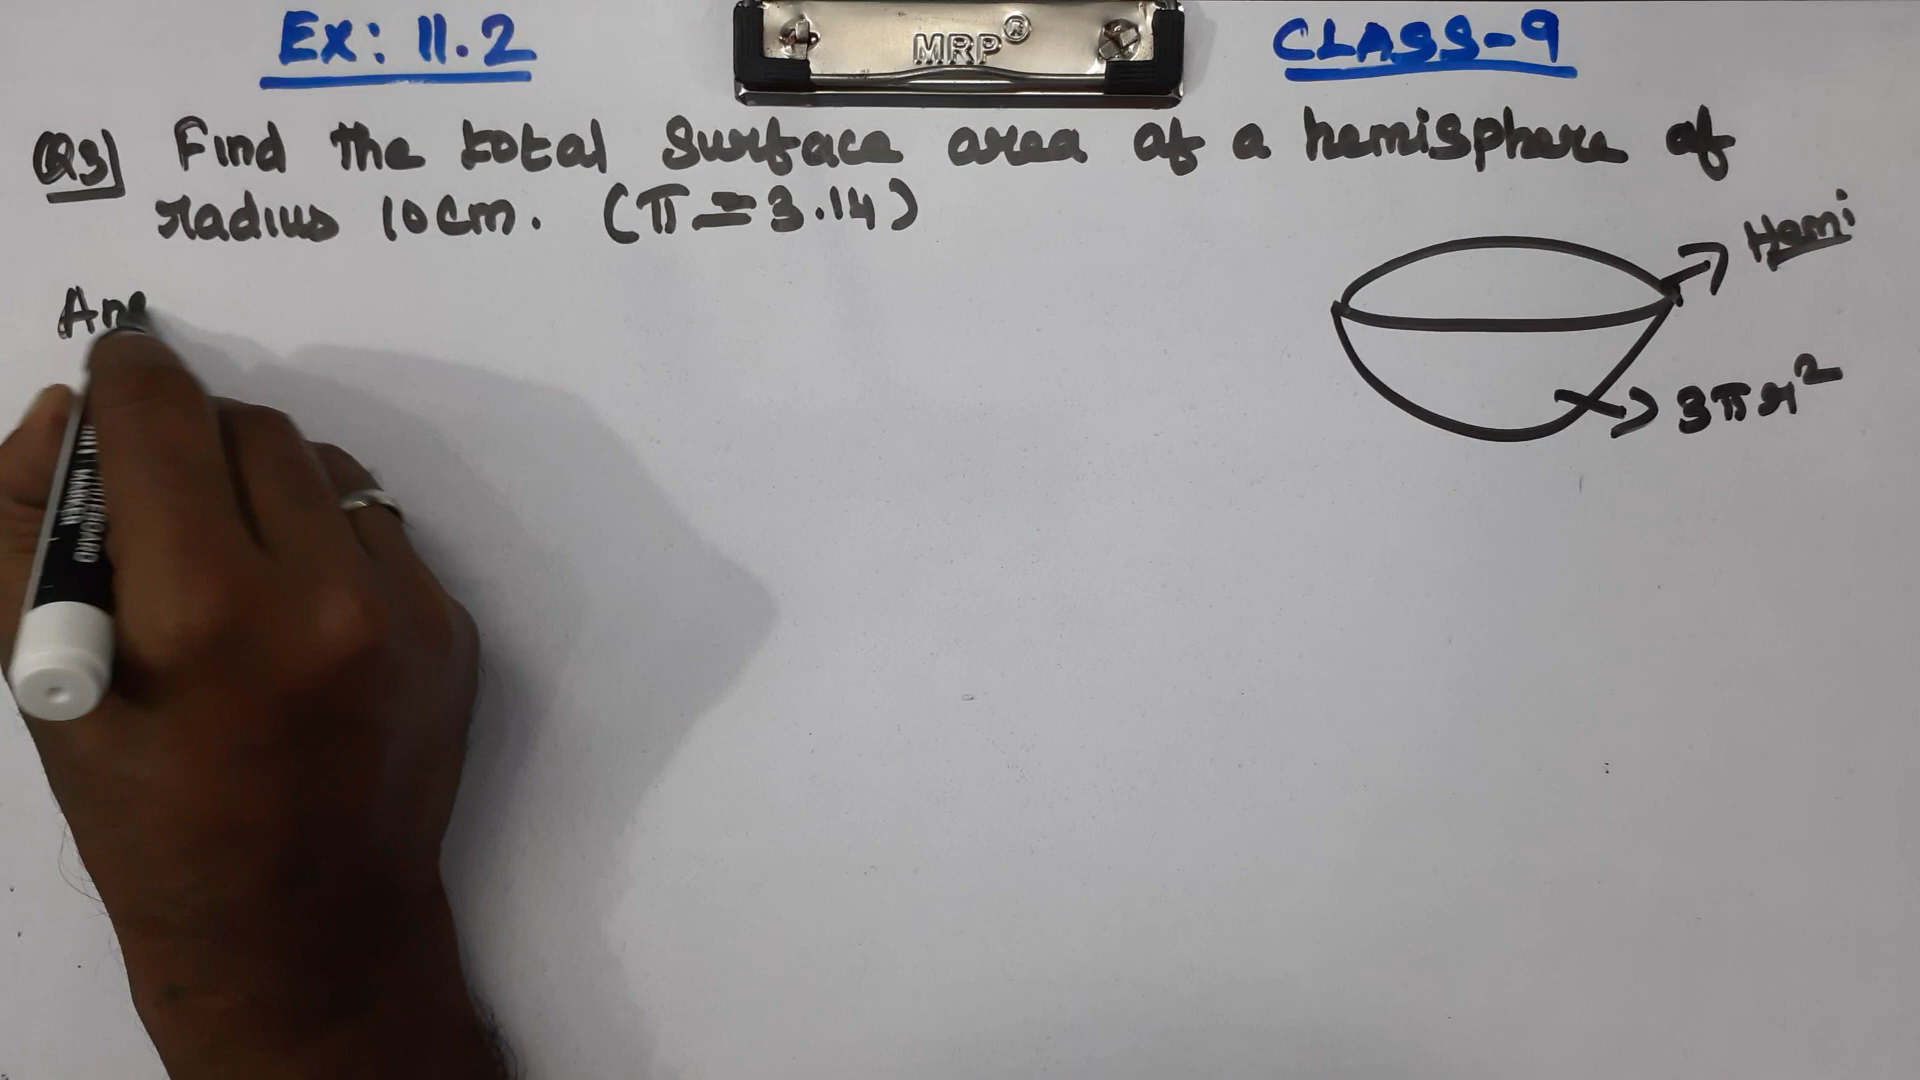 EX: 11.2
MRP®
CLASS-9
Q3) Find the total surface area of a hemisphere of
radius 10cm. (π = 3.14)
Hemi
Ans
3πr²
MARKER